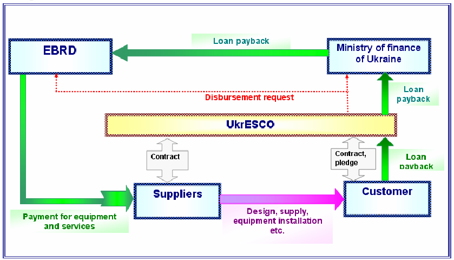 Loan payback
EBRD
Ministry of finance
of Ukraine
Loan
payback
Disbursement request
UkrESCO
Contract
Contract,
pledge
Loan
payback
Suppliers
Customer
Payment for equipment
and services
Design, supply,
equipment installation
etc.